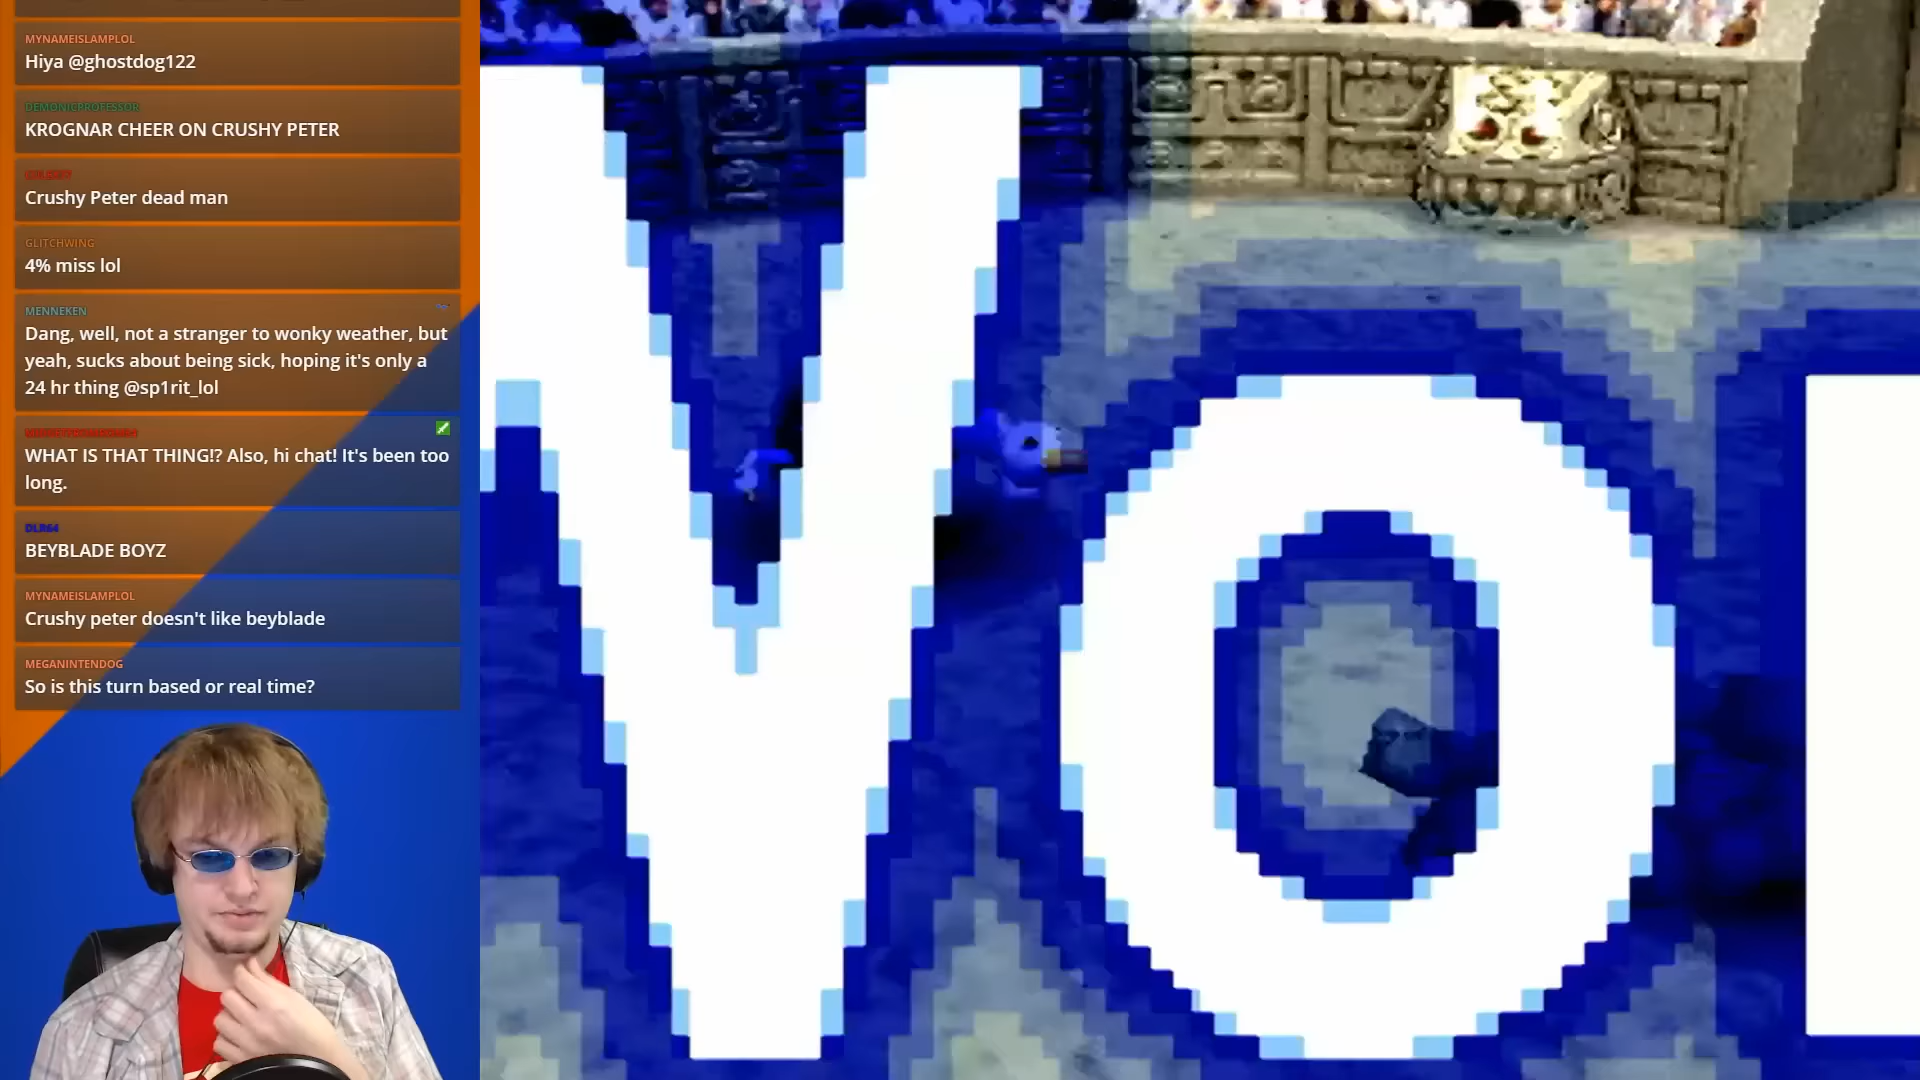 MYNAMEISLAMPLOL
Hiya @ghostdog122
DEMONICPROFESSOR
KROGNAR CHEER ON CRUSHY PETER
Crushy Peter dead man
GLITCHWING
4% miss lol
MENNEKEN
Dang, well, not a stranger to wonky weather, but
yeah, sucks about being sick, hoping it's only a
24 hr thing @sp1rit_lol
WHAT IS THAT THING!? Also, hi chat! It's been too
long.
DLR64
BEYBLADE BOYZ
MYNAMEISLAMPLOL
Crushy peter doesn't like beyblade
MEGANINTENDOG
So is this turn based or real time?
Vo